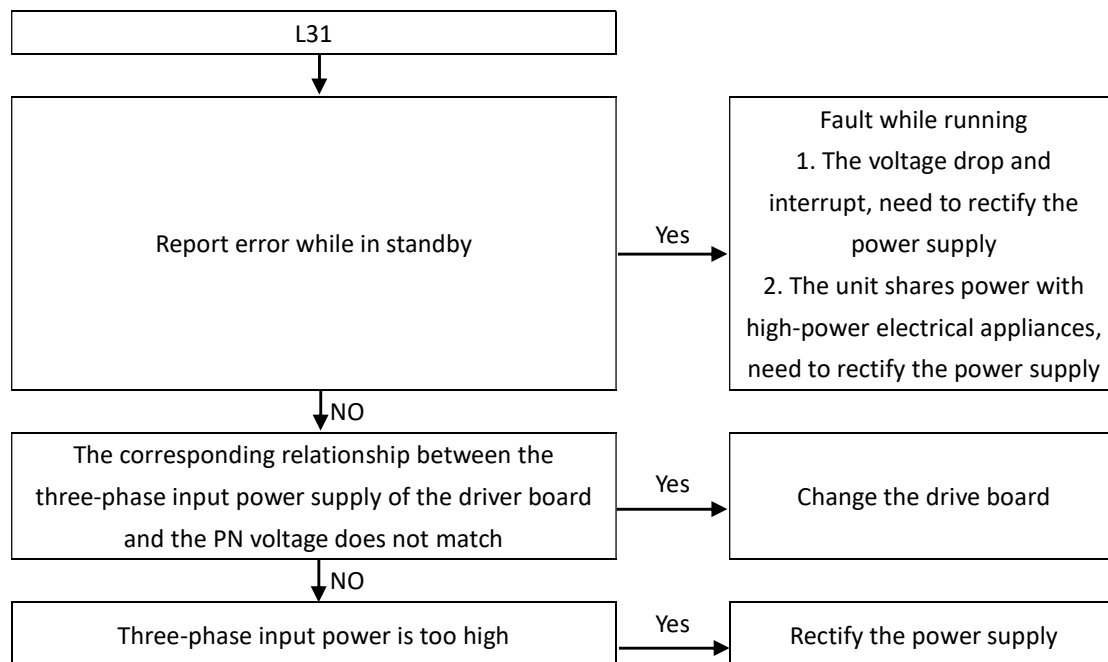 L31
Report error while in standby
Yes
Fault while running
1. The voltage drop and
interrupt, need to rectify the
power supply
2. The unit shares power with
high-power electrical appliances,
need to rectify the power supply
NO
The corresponding relationship between the
three-phase input power supply of the driver board
and the PN voltage does not match
Yes
Change the drive board
NO
Three-phase input power is too high
Yes
Rectify the power supply